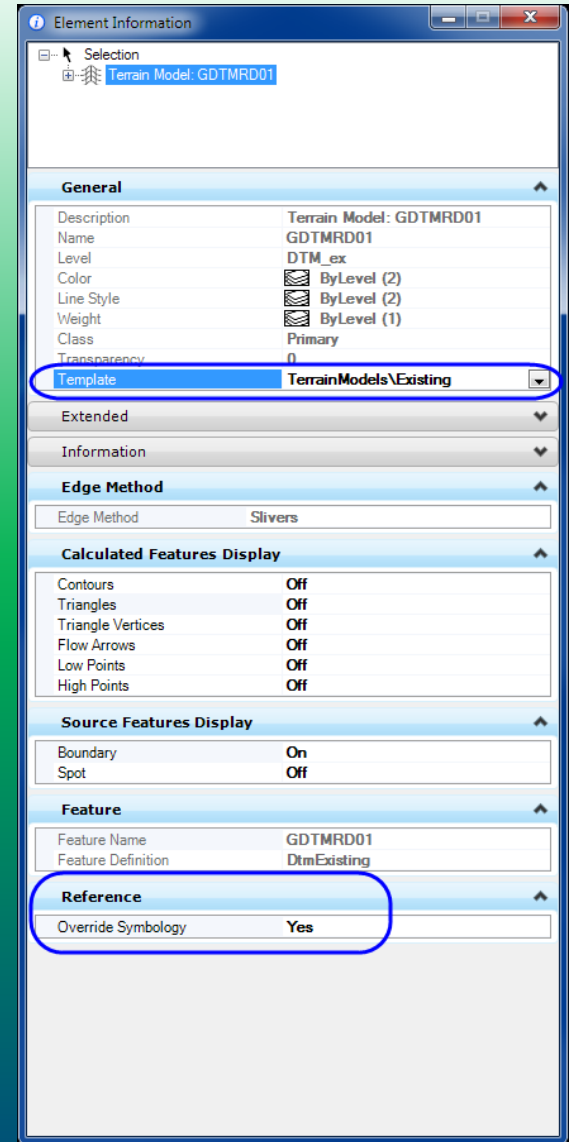 Element Information
Selection
Terrain Model: GDTMRD01
General
Description Terrain Model: GDTMRD01
Name GDTMRD01
Level DTM_ex
Color ByLevel (2)
Line Style ByLevel (2)
Weight ByLevel (1)
Class Primary
Transparency 0
Template TerrainModels\Existing
Extended
Information
Edge Method
Edge Method Slivers
Calculated Features Display
Contours Off
Triangles Off
Triangle Vertices Off
Flow Arrows Off
Low Points Off
High Points Off
Source Features Display
Boundary On
Spot Off
Feature
Feature Name GDTMRD01
Feature Definition DtmExisting
Reference
Override Symbology Yes